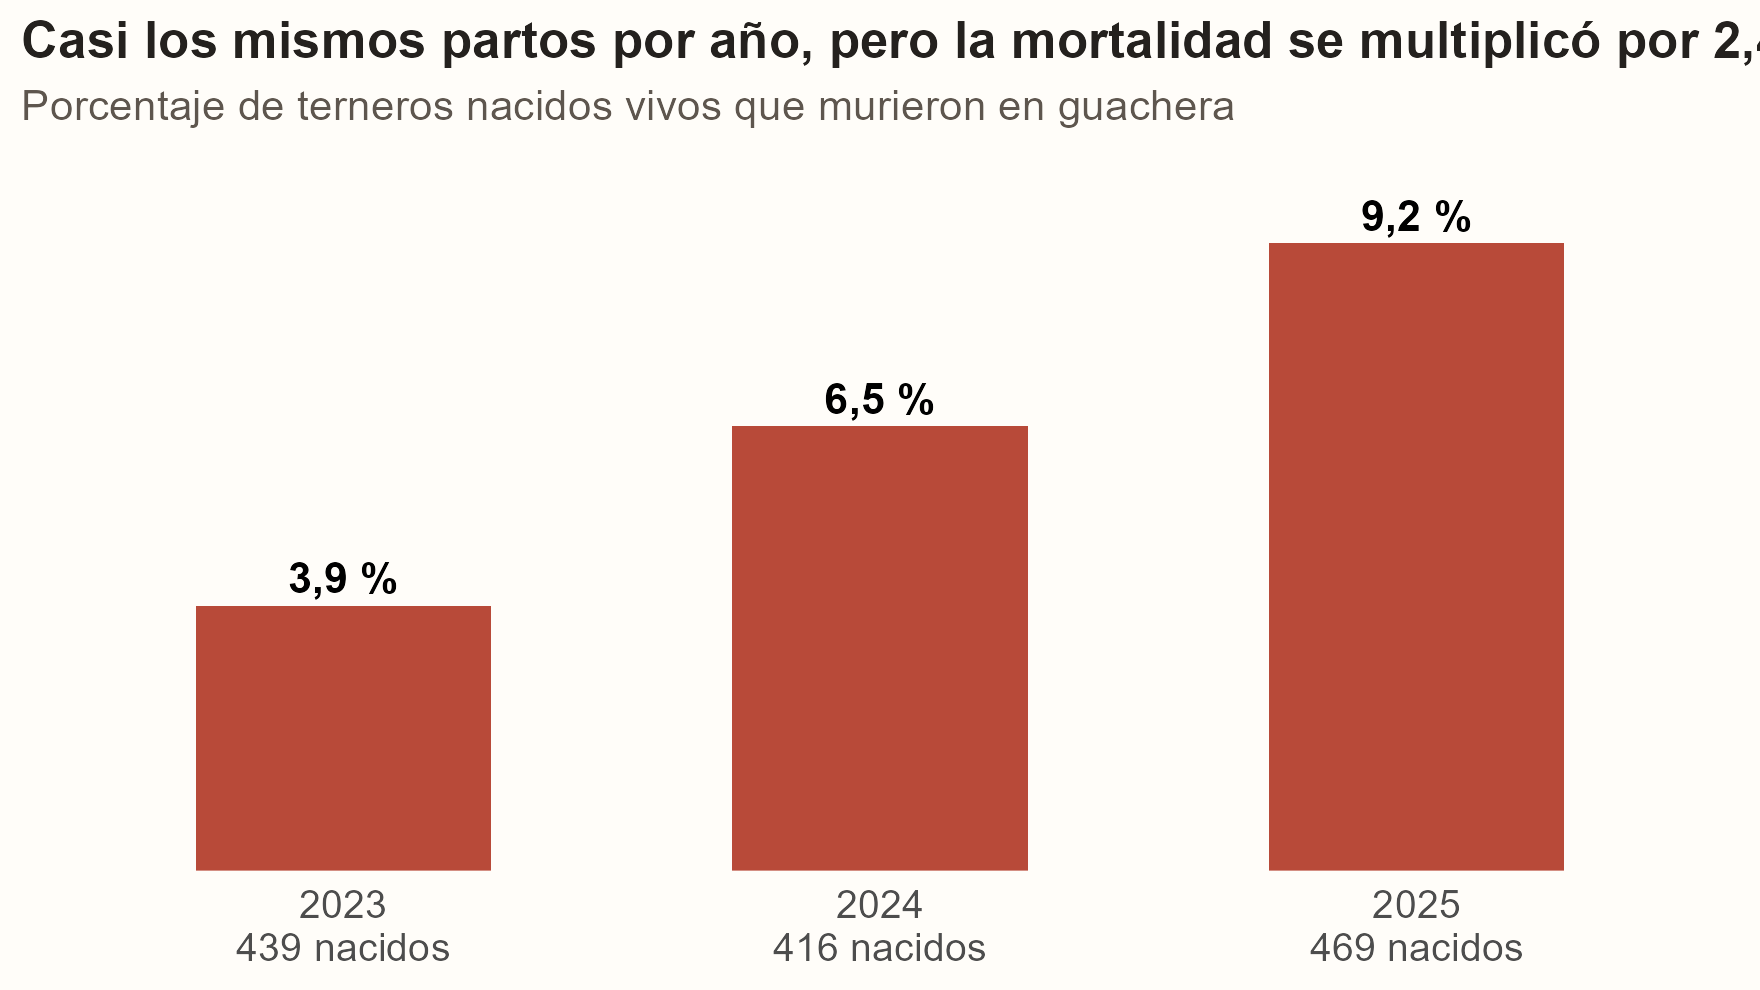 Casi los mismos partos por año, pero la mortalidad se multiplicó por 2,4
Porcentaje de terneros nacidos vivos que murieron en guachera
9,2 %
6,5 %
3,9 %
2023
2024
2025
439 nacidos
416 nacidos
469 nacidos